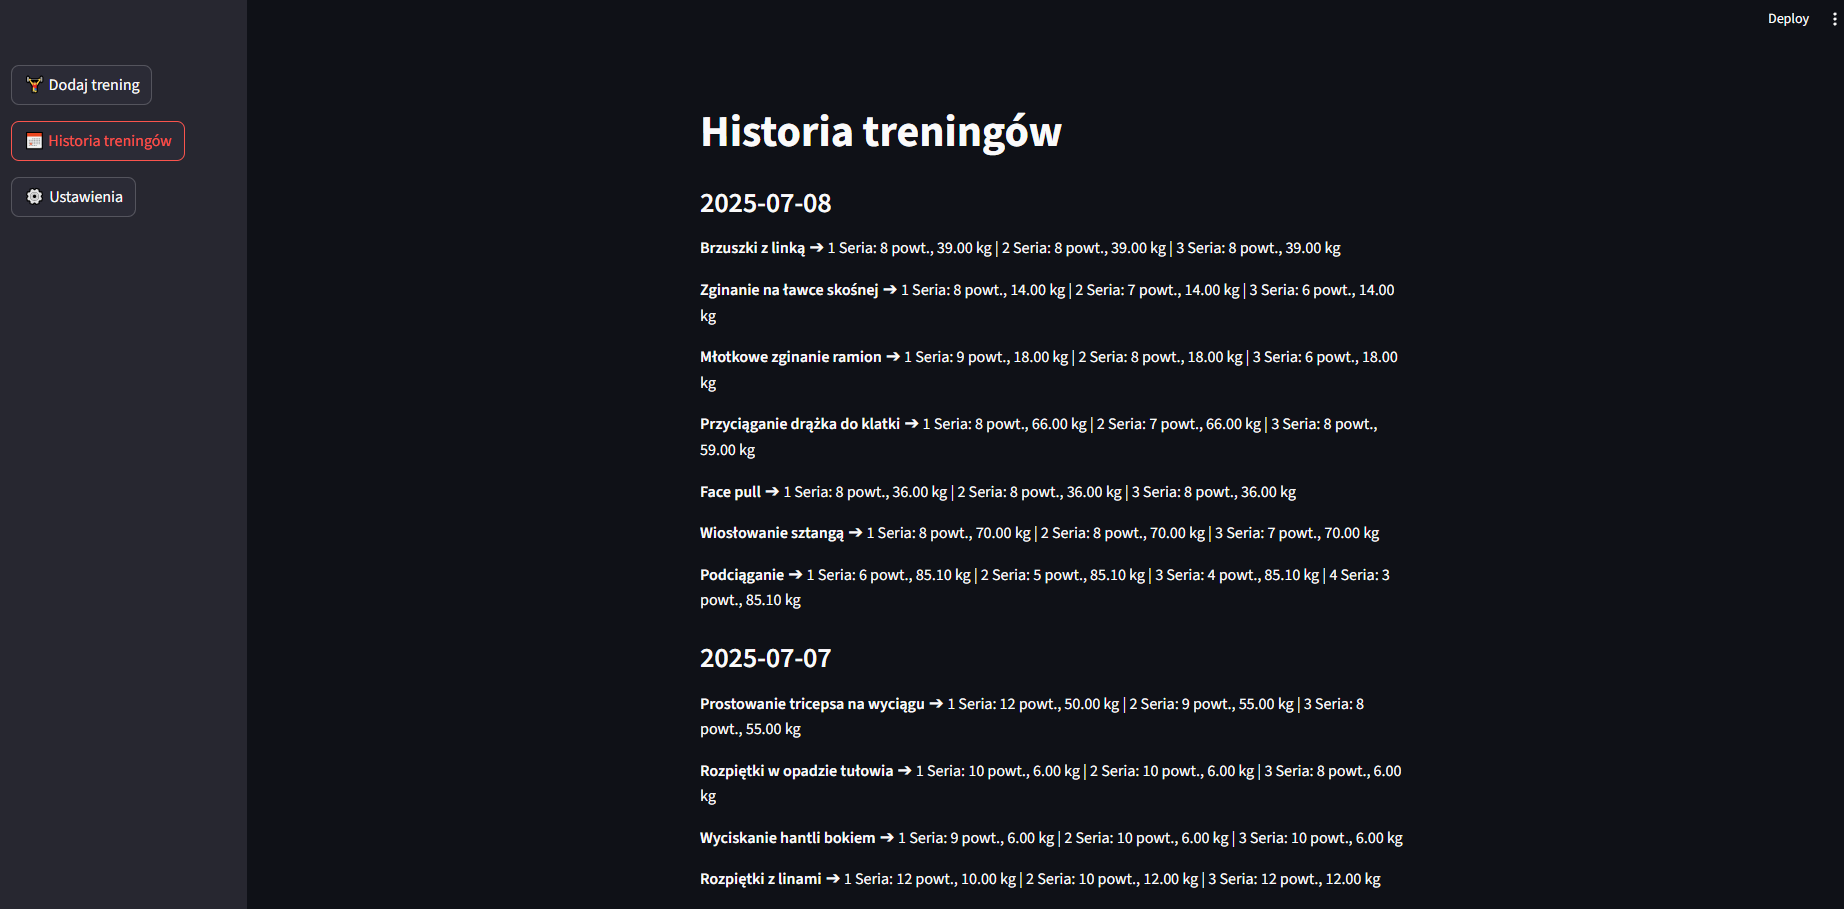 Deploy
Dodaj trening
Historia treningów
Ustawienia
Historia treningów
2025-07-08
Brzuszki z linką ➔ 1 Seria: 8 powt., 39.00 kg | 2 Seria: 8 powt., 39.00 kg | 3 Seria: 8 powt., 39.00 kg
Zginanie na ławce skośnej ➔ 1 Seria: 8 powt., 14.00 kg | 2 Seria: 7 powt., 14.00 kg | 3 Seria: 6 powt., 14.00
kg
Młotkowe zginanie ramion ➔ 1 Seria: 9 powt., 18.00 kg | 2 Seria: 8 powt., 18.00 kg | 3 Seria: 6 powt., 18.00
kg
Przyciąganie drążka do klatki ➔ 1 Seria: 8 powt., 66.00 kg | 2 Seria: 7 powt., 66.00 kg | 3 Seria: 8 powt.,
59.00 kg
Face pull ➔ 1 Seria: 8 powt., 36.00 kg | 2 Seria: 8 powt., 36.00 kg | 3 Seria: 8 powt., 36.00 kg
Wiosłowanie sztangą ➔ 1 Seria: 8 powt., 70.00 kg | 2 Seria: 8 powt., 70.00 kg | 3 Seria: 7 powt., 70.00 kg
Podciąganie ➔ 1 Seria: 6 powt., 85.10 kg | 2 Seria: 5 powt., 85.10 kg | 3 Seria: 4 powt., 85.10 kg | 4 Seria: 3
powt., 85.10 kg
2025-07-07
Prostowanie tricepsa na wyciągu ➔ 1 Seria: 12 powt., 50.00 kg | 2 Seria: 9 powt., 55.00 kg | 3 Seria: 8
powt., 55.00 kg
Rozpiętki w opadzie tułowia ➔ 1 Seria: 10 powt., 6.00 kg | 2 Seria: 10 powt., 6.00 kg | 3 Seria: 8 powt., 6.00
kg
Wyciskanie hantli bokiem ➔ 1 Seria: 9 powt., 6.00 kg | 2 Seria: 10 powt., 6.00 kg | 3 Seria: 10 powt., 6.00 kg
Rozpiętki z linami ➔ 1 Seria: 12 powt., 10.00 kg | 2 Seria: 10 powt., 12.00 kg | 3 Seria: 12 powt., 12.00 kg